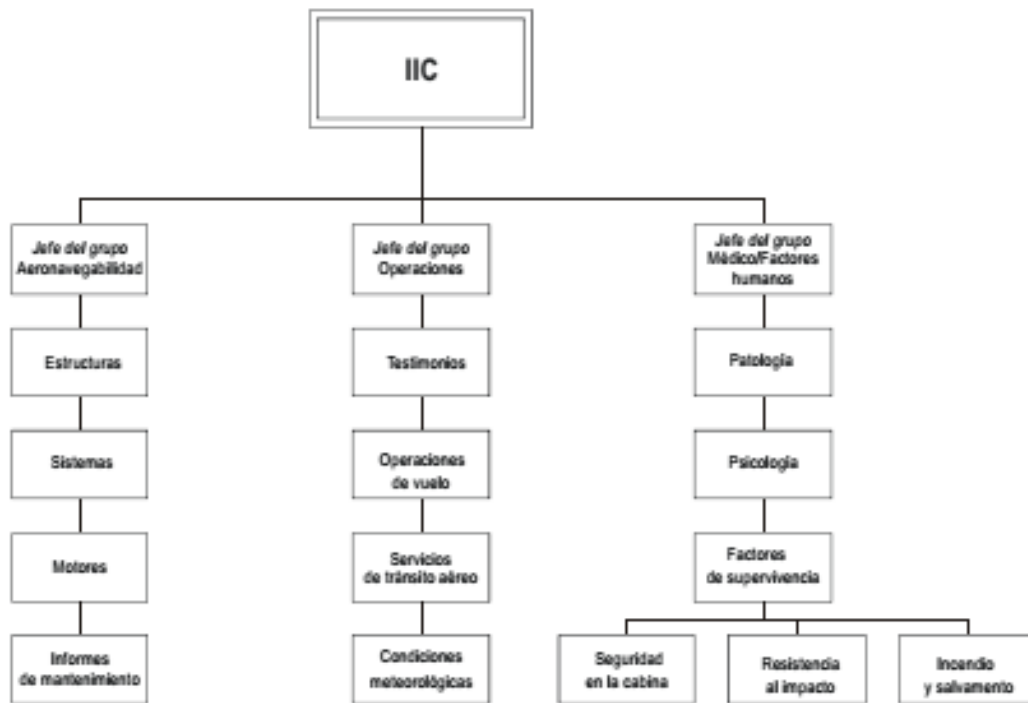 IIC
Jefe del grupo
Aeronavegabilidad
Jefe del grupo
Operaciones
Jefe del grupo
Médico/Factores
humanos
Estructuras
Testimonios
Patología
Sistemas
Operaciones
de vuelo
Psicología
Motores
Servicios
de tránsito aéreo
Factores
de supervivencia
Informes
de mantenimiento
Condiciones
meteorológicas
Seguridad
en la cabina
Resistencia
al impacto
Incendio
y salvamento